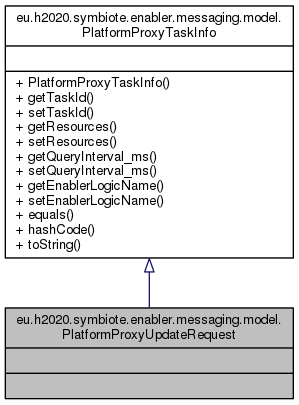 eu.h2020.symbiote.enabler.messaging.model.
PlatformProxyTaskInfo
+ PlatformProxyTaskInfo()
+ getTaskId()
+ setTaskId()
+ getResources()
+ setResources()
+ getQueryInterval_ms()
+ setQueryInterval_ms()
+ getEnablerLogicName()
+ setEnablerLogicName()
+ equals()
+ hashCode()
+ toString()
eu.h2020.symbiote.enabler.messaging.model.
PlatformProxyUpdateRequest